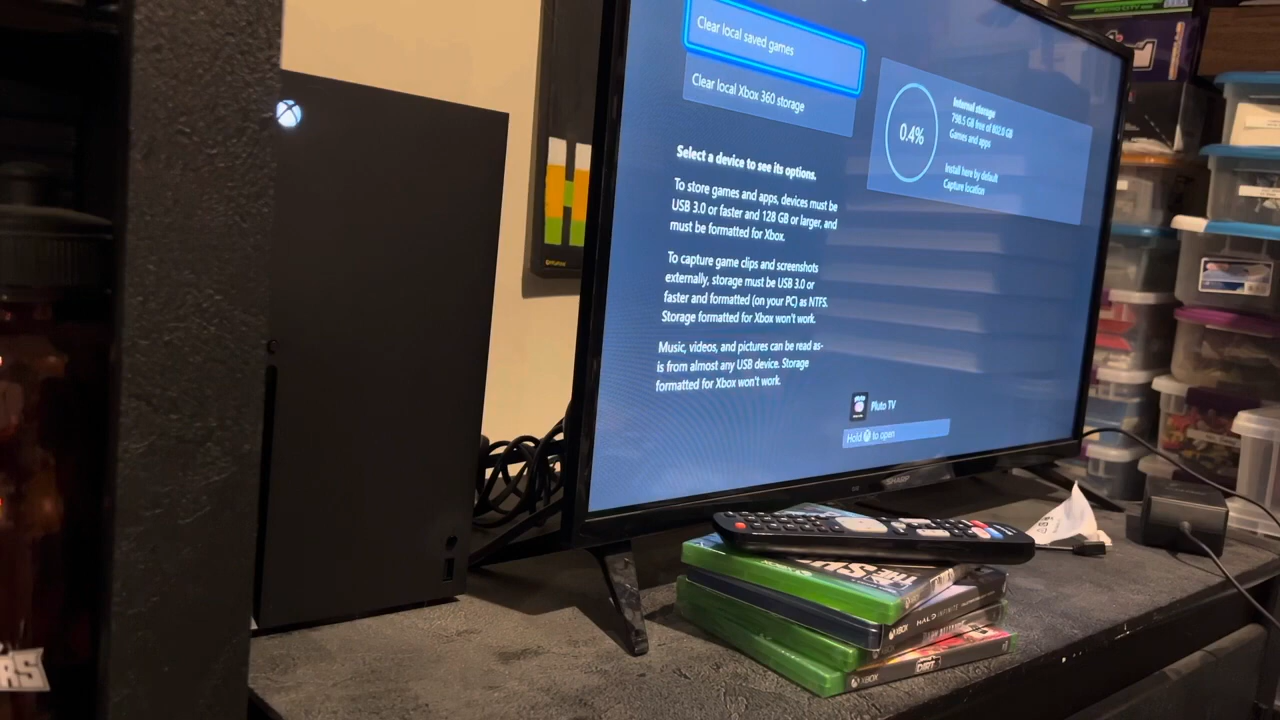 Clear local saved games
Clear local Xbox 360 storage
Select a device to see its options.
To store games and apps, devices must be
USB 3.0 or faster and 128 GB or larger, and
must be formatted for Xbox.
To capture game clips and screenshots
externally, storage must be USB 3.0 or
faster and formatted (on your PC) as NTFS.
Storage formatted for Xbox won't work.
Music, videos, and pictures can be read as-
is from almost any USB device. Storage
formatted for Xbox won't work.
0.4%
Internal storage
798.5 GB free of 802.0 GB
Games and apps
Install here by default
Capture location
Pluto TV
Hold to open
SHARP
THE
XBOX
INFINITE
XBOX
DIRT